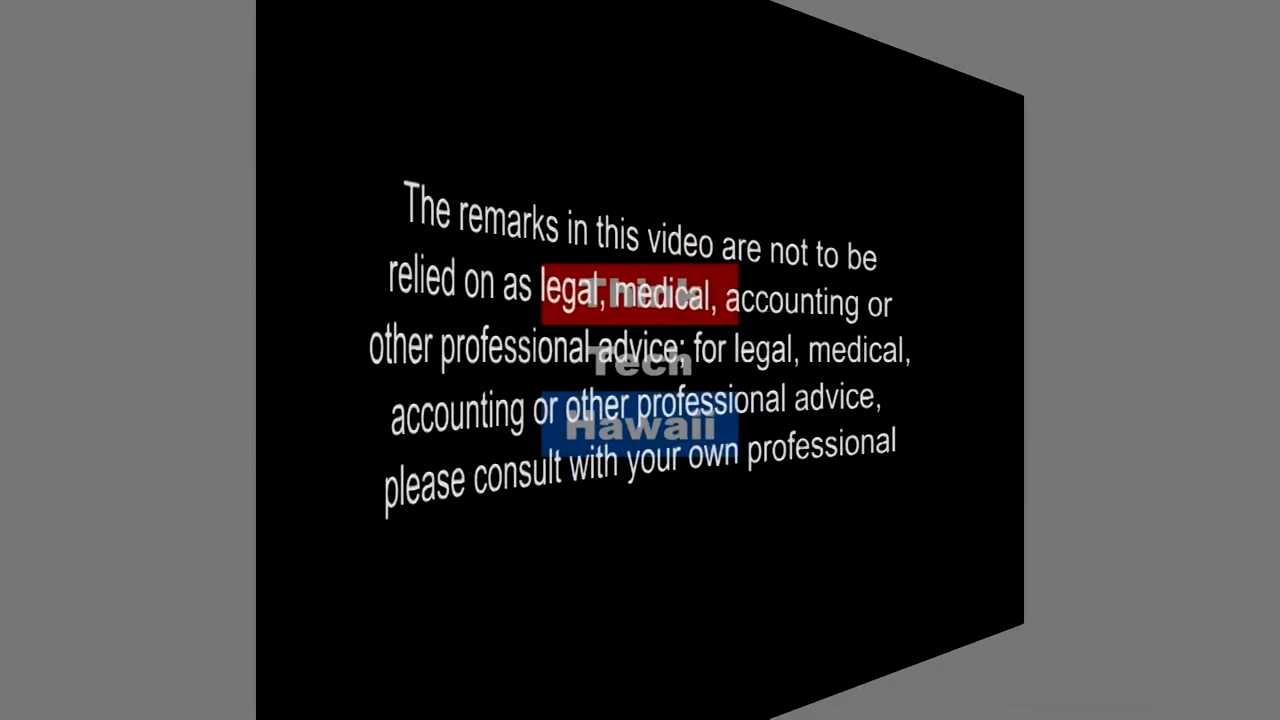 The remarks in this video are not to be
relied on as legal, medical, accounting or
other professional advice; for legal, medical,
accounting or other professional advice,
please consult with your own professional
Think
Tech
Hawaii